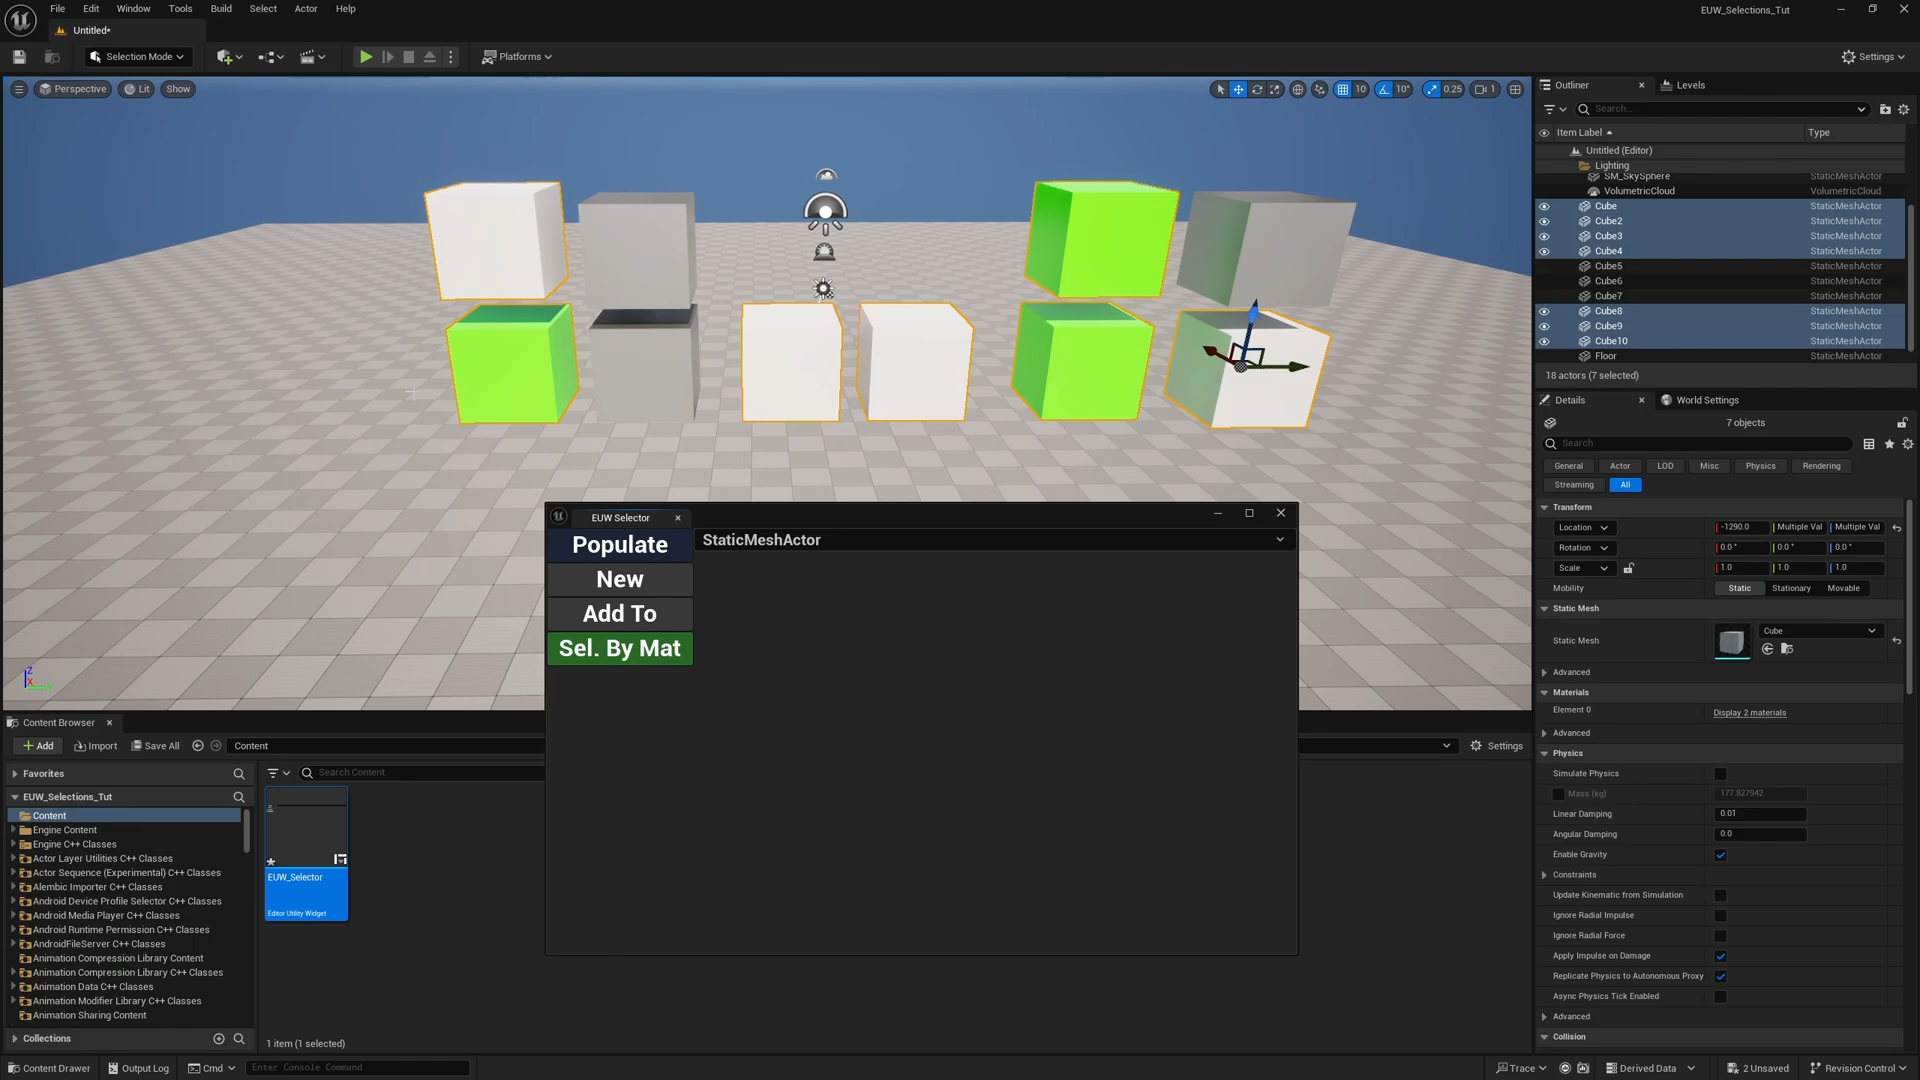 File Edit Window Tools Build Select Actor Help
EUW_Selections_Tut
Untitled*
Selection Mode
Platforms
Settings
Perspective Lit Show
10 10° 0.25 1
Outliner Levels
Search...
Item Label Type
Untitled (Editor)
Lighting
SM_SkySphere StaticMeshActor
VolumetricCloud VolumetricCloud
Cube StaticMeshActor
Cube2 StaticMeshActor
Cube3 StaticMeshActor
Cube4 StaticMeshActor
Cube5 StaticMeshActor
Cube6 StaticMeshActor
Cube7 StaticMeshActor
Cube8 StaticMeshActor
Cube9 StaticMeshActor
Cube10 StaticMeshActor
Floor StaticMeshActor
18 actors (7 selected)
Details World Settings
7 objects
Search
General Actor LOD Misc Physics Rendering
Streaming All
Transform
Location -1290.0 Multiple Val Multiple Val
Rotation 0.0 ° 0.0 ° 0.0 °
Scale 1.0 1.0 1.0
Mobility Static Stationary Movable
Static Mesh
Static Mesh Cube
Advanced
Materials
Element 0 Display 2 materials
Advanced
Physics
Simulate Physics
Mass (kg) 177.827942
Linear Damping 0.01
Angular Damping 0.0
Enable Gravity
Constraints
Update Kinematic from Simulation
Ignore Radial Impulse
Ignore Radial Force
Apply Impulse on Damage
Replicate Physics to Autonomous Proxy
Async Physics Tick Enabled
Advanced
Collision
EUW Selector
Populate StaticMeshActor
New
Add To
Sel. By Mat
Z
X
Content Browser
Add Import Save All Content Settings
Favorites
Search Content
EUW_Selections_Tut
Content
Engine Content
Engine C++ Classes
Actor Layer Utilities C++ Classes
Actor Sequence (Experimental) C++ Classes
Alembic Importer C++ Classes
Android Device Profile Selector C++ Classes
Android Media Player C++ Classes
Android Runtime Permission C++ Classes
AndroidFileServer C++ Classes
Animation Compression Library Content
Animation Compression Library C++ Classes
Animation Data C++ Classes
Animation Modifier Library C++ Classes
Animation Sharing Content
Collections
EUW_Selector
Editor Utility Widget
1 item (1 selected)
Content Drawer Output Log Cmd Enter Console Command
Trace Derived Data 2 Unsaved Revision Control